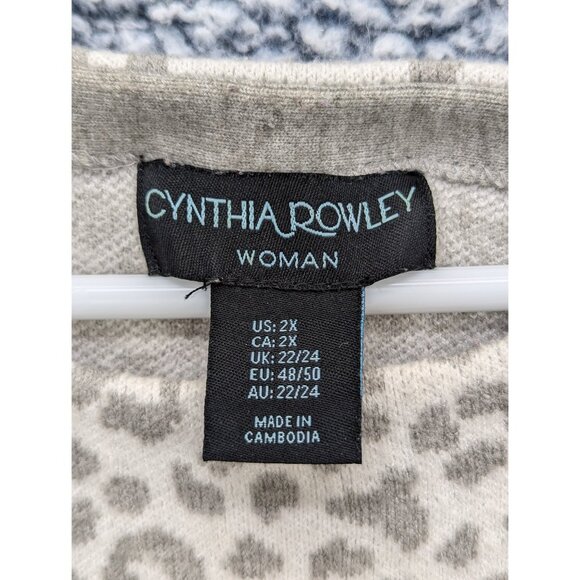 CYNTHIA ROWLEY
WOMAN
US: 2X
CA: 2X
UK: 22/24
EU: 48/50
AU: 22/24
MADE IN
CAMBODIA